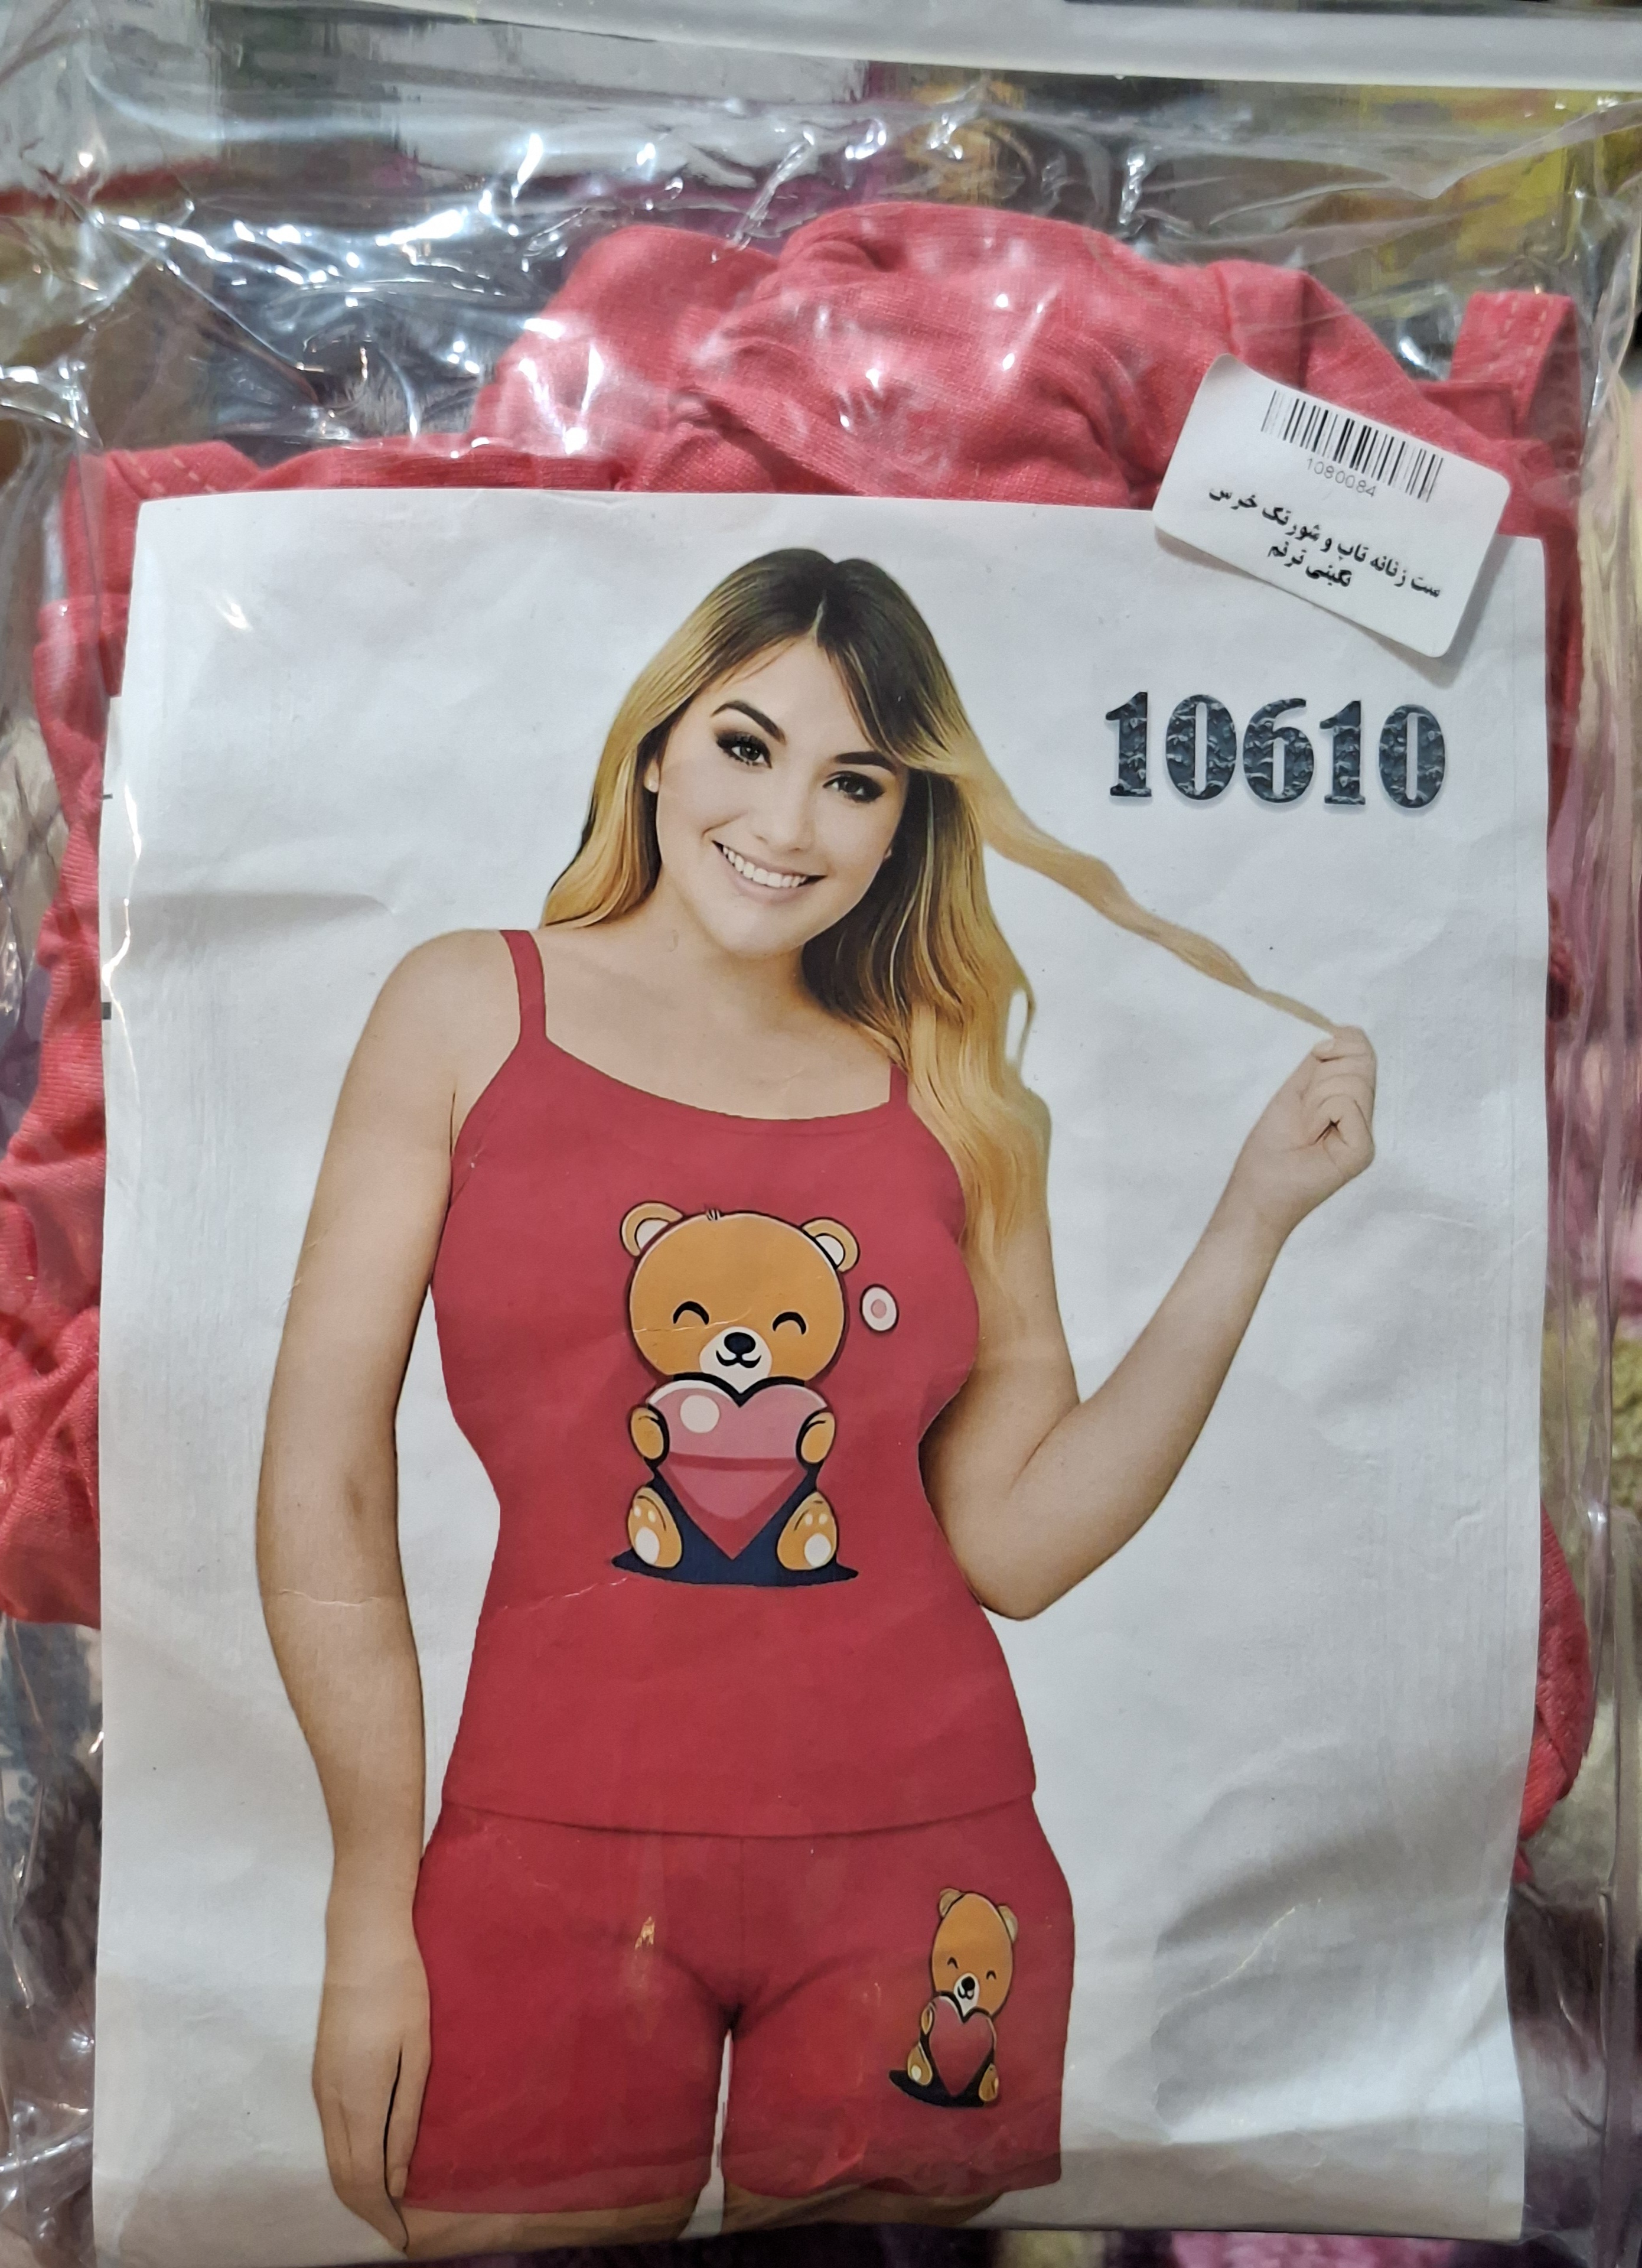 1080084
ست زنانه تاپ و شورتک خرس
نگینی ترنم
10610